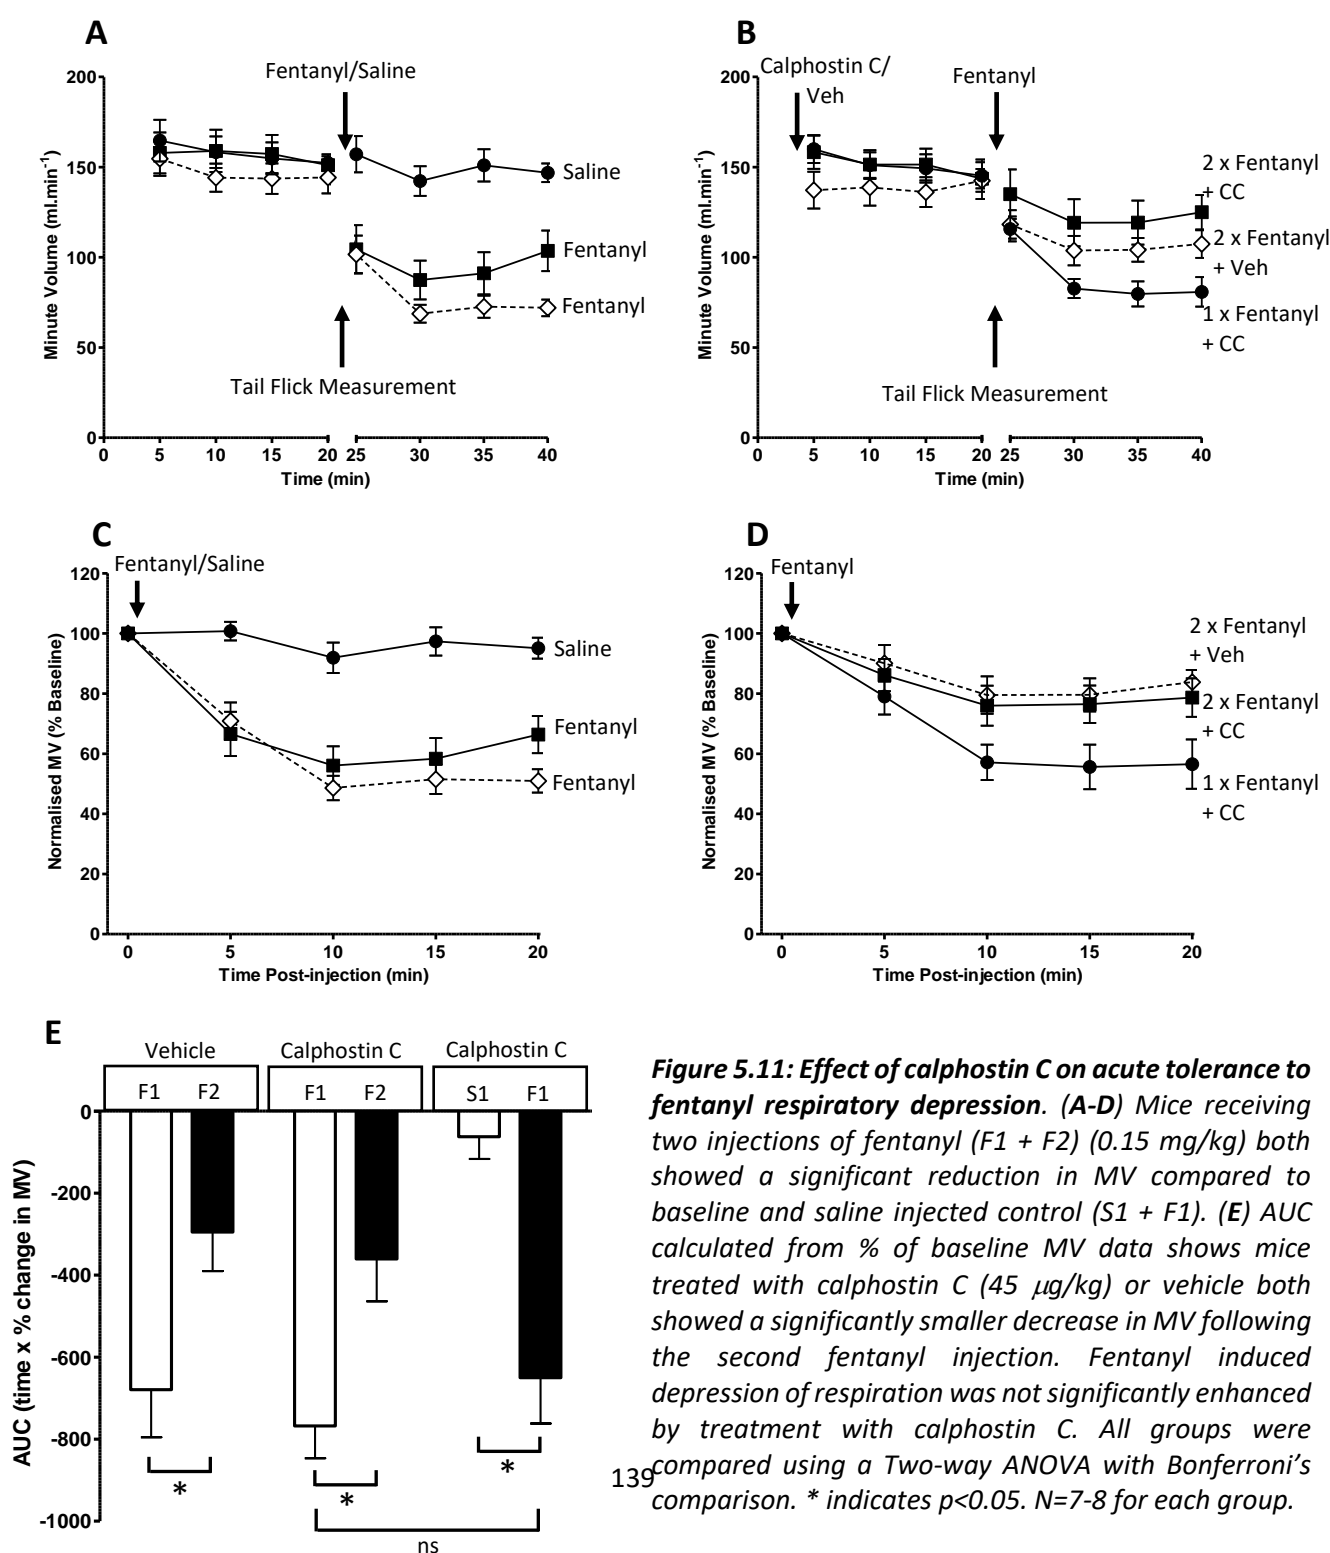 A
Fentanyl/Saline
200
150
100
50
0
Minute Volume (ml.min⁻¹)
Saline
Fentanyl
Fentanyl
Tail Flick Measurement
0 5 10 15 20 25 30 35 40
Time (min)
B
Calphostin C/
Veh
Fentanyl
200
150
100
50
0
Minute Volume (ml.min⁻¹)
2 x Fentanyl
+ CC
2 x Fentanyl
+ Veh
1 x Fentanyl
+ CC
Tail Flick Measurement
0 5 10 15 20 25 30 35 40
Time (min)
C
Fentanyl/Saline
120
100
80
60
40
20
0
Normalised MV (% Baseline)
Saline
Fentanyl
Fentanyl
0 5 10 15 20
Time Post-injection (min)
D
Fentanyl
120
100
80
60
40
20
0
Normalised MV (% Baseline)
2 x Fentanyl
+ Veh
2 x Fentanyl
+ CC
1 x Fentanyl
+ CC
0 5 10 15 20
Time Post-injection (min)
E
Vehicle Calphostin C Calphostin C
F1 F2 F1 F2 S1 F1
0
-200
-400
-600
-800
-1000
AUC (time x % change in MV)
*
*
*
ns
Figure 5.11: Effect of calphostin C on acute tolerance to
fentanyl respiratory depression. (A-D) Mice receiving
two injections of fentanyl (F1 + F2) (0.15 mg/kg) both
showed a significant reduction in MV compared to
baseline and saline injected control (S1 + F1). (E) AUC
calculated from % of baseline MV data shows mice
treated with calphostin C (45 μg/kg) or vehicle both
showed a significantly smaller decrease in MV following
the second fentanyl injection. Fentanyl induced
depression of respiration was not significantly enhanced
by treatment with calphostin C. All groups were
compared using a Two-way ANOVA with Bonferroni’s
comparison. * indicates p<0.05. N=7-8 for each group.
139